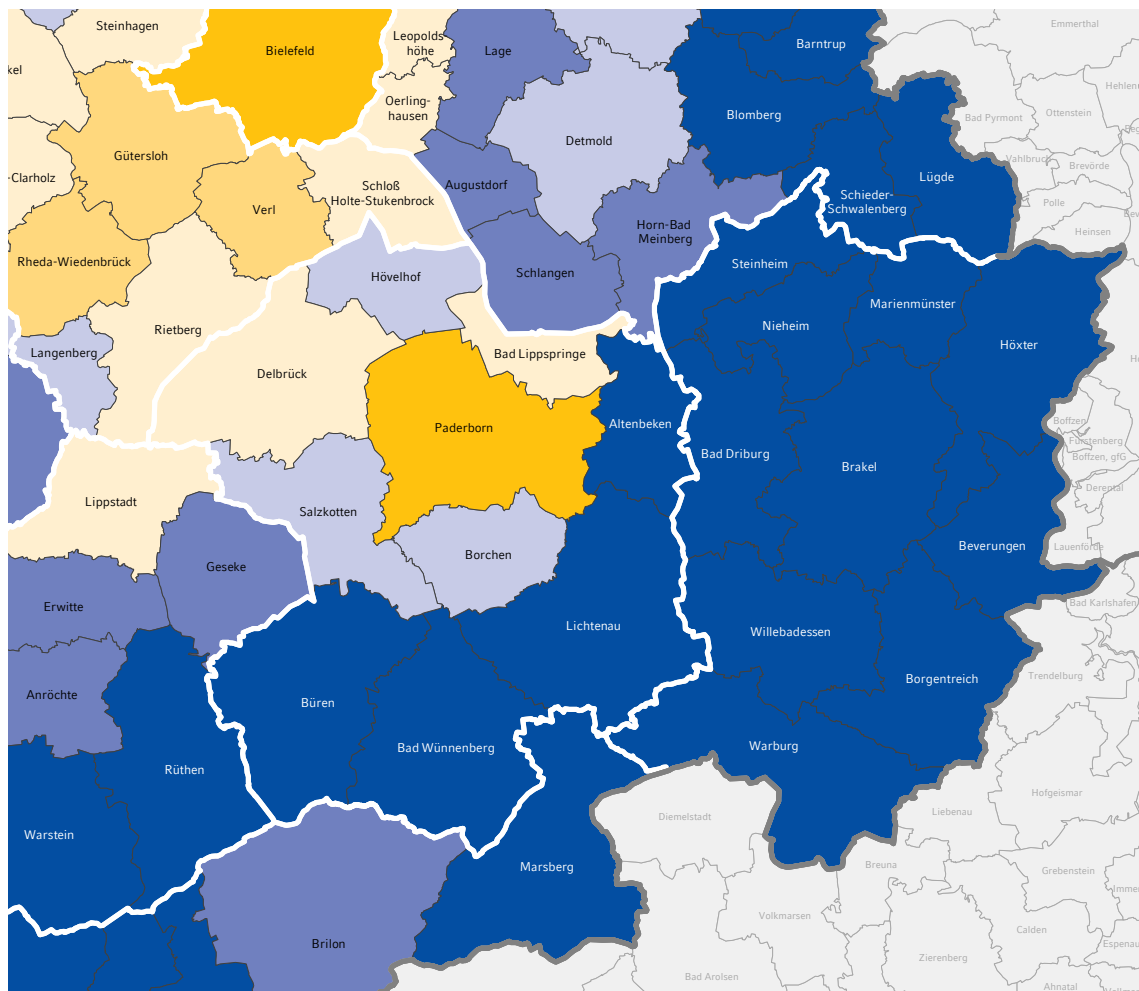 Steinhagen
Bielefeld
Leopolds
höhe
Lage
Barntrup
Emmerthal
kel
Hehlen
Oerling-
hausen
Blomberg
Ottenstein
Bad Pyrmont
Detmold
Gütersloh
Vahlbruch
Brevörde
-Clarholz
Schloß
Holte-Stukenbrock
Augustdorf
Lügde
Schieder-
Schwalenberg
Polle
Verl
Horn-Bad
Meinberg
Heinsen
Rheda-Wiedenbrück
Hövelhof
Schlangen
Steinheim
Marienmünster
Rietberg
Nieheim
Höxter
Langenberg
Bad Lippspringe
Delbrück
Paderborn
Altenbeken
Boffzen
Fürstenberg
Bad Driburg
Boffzen, gfG
Brakel
Derental
Lippstadt
Salzkotten
Beverungen
Lauenförde
Borchen
Geseke
Erwitte
Bad Karlshafen
Lichtenau
Willebadessen
Trendelburg
Borgentreich
Anröchte
Büren
Bad Wünnenberg
Warburg
Rüthen
Hofgeismar
Liebenau
Diemelstadt
Warstein
Marsberg
Breuna
Grebenstein
Imme
Volkmarsen
Calden
Brilon
Espenau
Zierenberg
Bad Arolsen
Ahnatal